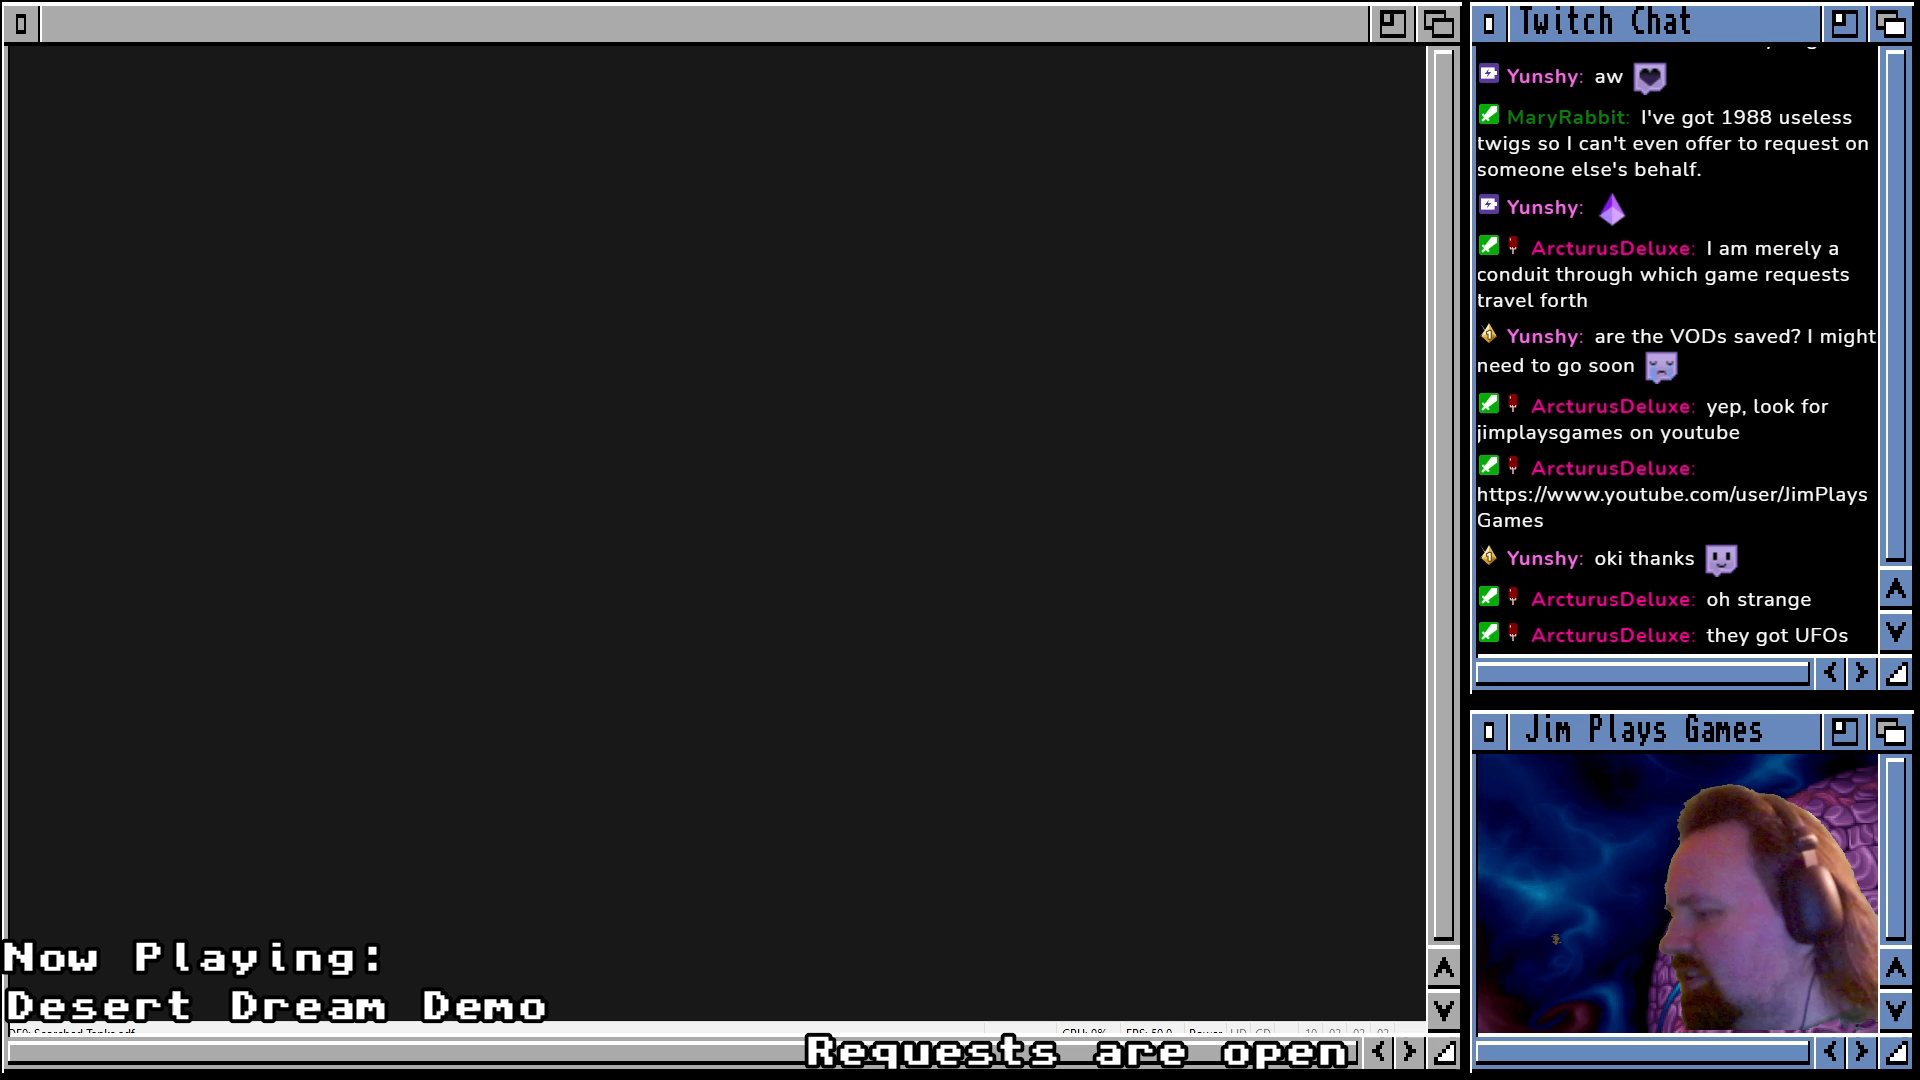 Twitch Chat
Yunshy: aw
MaryRabbit: I've got 1988 useless
twigs so I can't even offer to request on
someone else's behalf.
Yunshy:
ArcturusDeluxe: I am merely a
conduit through which game requests
travel forth
Yunshy: are the VODs saved? I might
need to go soon
ArcturusDeluxe: yep, look for
jimplaysgames on youtube
ArcturusDeluxe:
https://www.youtube.com/user/JimPlays
Games
Yunshy: oki thanks
ArcturusDeluxe: oh strange
ArcturusDeluxe: they got UFOs
Jim Plays Games
Now Playing:
Desert Dream Demo
Requests are open